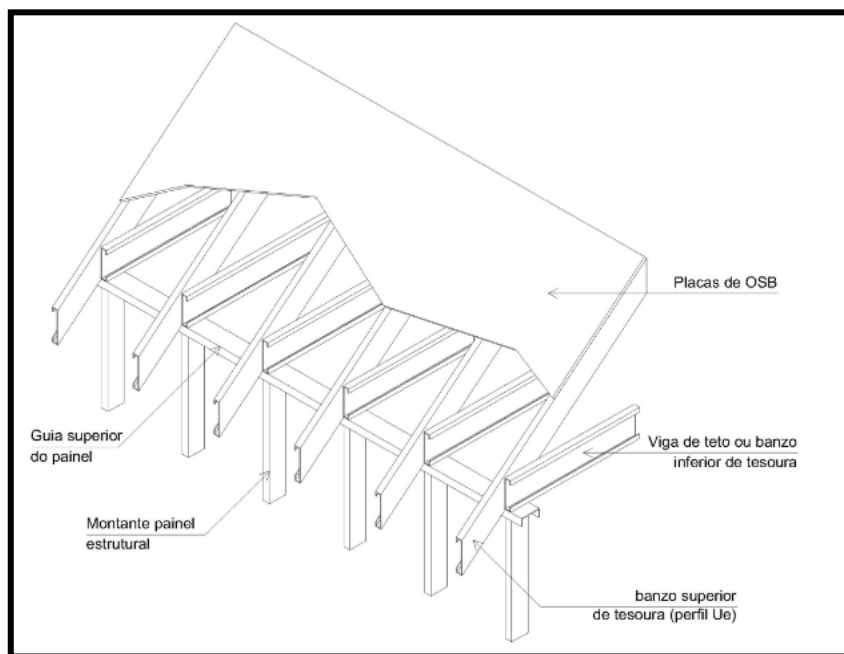 Placas de OSB
Guia superior
do painel
Viga de teto ou banzo
inferior de tesoura
Montante painel
estrutural
banzo superior
de tesoura (perfil Ue)